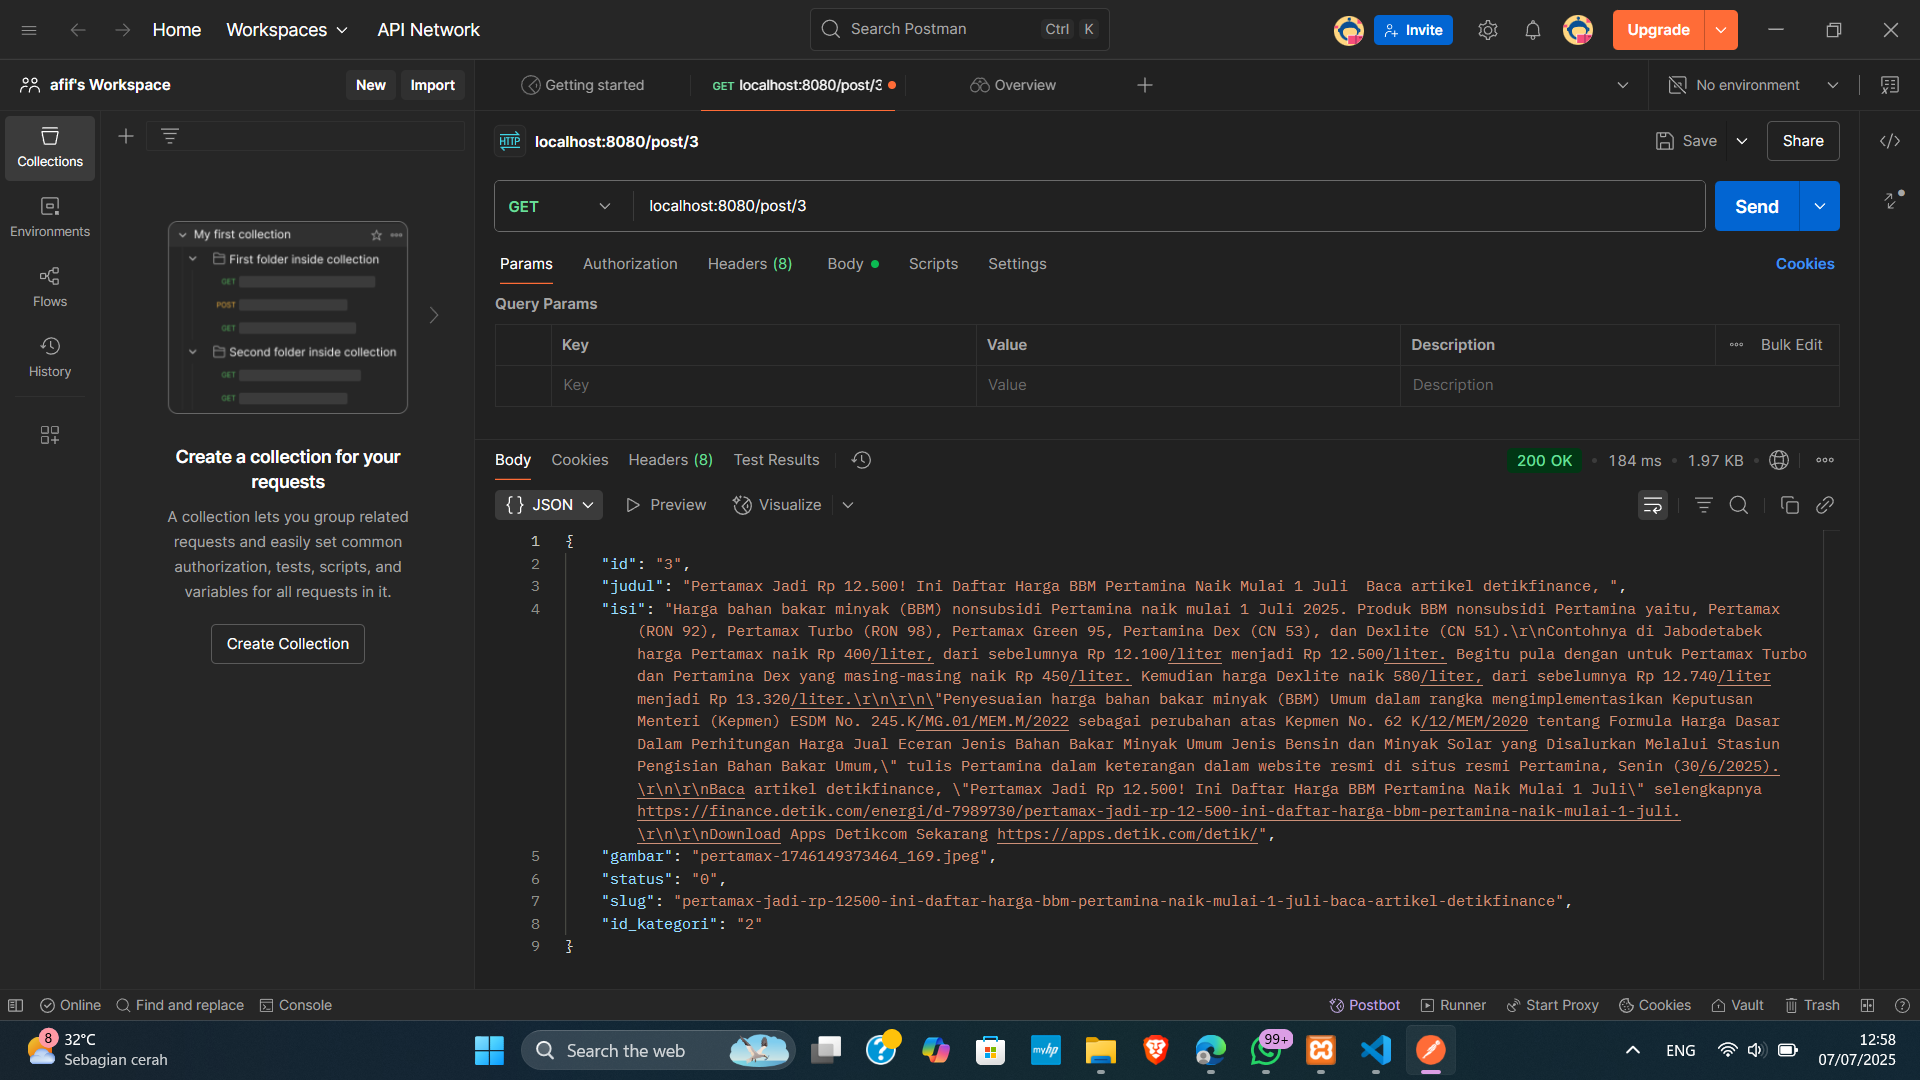 Home
Workspaces
API Network
Search Postman
Ctrl K
Invite
Upgrade
afif's Workspace
New
Import
Getting started
GET localhost:8080/post/3
Overview
No environment
Collections
Environments
Flows
History
My first collection
First folder inside collection
GET
POST
GET
Second folder inside collection
GET
GET
Create a collection for your
requests
A collection lets you group related
requests and easily set common
authorization, tests, scripts, and
variables for all requests in it.
Create Collection
HTTP localhost:8080/post/3
Save
Share
GET
localhost:8080/post/3
Send
Params
Authorization
Headers (8)
Body
Scripts
Settings
Cookies
Query Params
Key Value Description Bulk Edit
Key Value Description
Body
Cookies
Headers (8)
Test Results
200 OK
184 ms
1.97 KB
{} JSON
Preview
Visualize
1 {
2 "id": "3",
3 "judul": "Pertamax Jadi Rp 12.500! Ini Daftar Harga BBM Pertamina Naik Mulai 1 Juli  Baca artikel detikfinance, ",
4 "isi": "Harga bahan bakar minyak (BBM) nonsubsidi Pertamina naik mulai 1 Juli 2025. Produk BBM nonsubsidi Pertamina yaitu, Pertamax
(RON 92), Pertamax Turbo (RON 98), Pertamax Green 95, Pertamina Dex (CN 53), dan Dexlite (CN 51).\r\nContohnya di Jabodetabek
harga Pertamax naik Rp 400/liter, dari sebelumnya Rp 12.100/liter menjadi Rp 12.500/liter. Begitu pula dengan untuk Pertamax Turbo
dan Pertamina Dex yang masing-masing naik Rp 450/liter. Kemudian harga Dexlite naik 580/liter, dari sebelumnya Rp 12.740/liter
menjadi Rp 13.320/liter.\r\n\r\n\"Penyesuaian harga bahan bakar minyak (BBM) Umum dalam rangka mengimplementasikan Keputusan
Menteri (Kepmen) ESDM No. 245.K/MG.01/MEM.M/2022 sebagai perubahan atas Kepmen No. 62 K/12/MEM/2020 tentang Formula Harga Dasar
Dalam Perhitungan Harga Jual Eceran Jenis Bahan Bakar Minyak Umum Jenis Bensin dan Minyak Solar yang Disalurkan Melalui Stasiun
Pengisian Bahan Bakar Umum,\" tulis Pertamina dalam keterangan dalam website resmi di situs resmi Pertamina, Senin (30/6/2025).
\r\n\r\nBaca artikel detikfinance, \"Pertamax Jadi Rp 12.500! Ini Daftar Harga BBM Pertamina Naik Mulai 1 Juli\" selengkapnya
https://finance.detik.com/energi/d-7989730/pertamax-jadi-rp-12-500-ini-daftar-harga-bbm-pertamina-naik-mulai-1-juli.
\r\n\r\nDownload Apps Detikcom Sekarang https://apps.detik.com/detik/",
5 "gambar": "pertamax-1746149373464_169.jpeg",
6 "status": "0",
7 "slug": "pertamax-jadi-rp-12500-ini-daftar-harga-bbm-pertamina-naik-mulai-1-juli-baca-artikel-detikfinance",
8 "id_kategori": "2"
9 }
Online
Find and replace
Console
Postbot
Runner
Start Proxy
Cookies
Vault
Trash
8
32°C
Sebagian cerah
Search the web
myhp
99+
ENG
12:58
07/07/2025